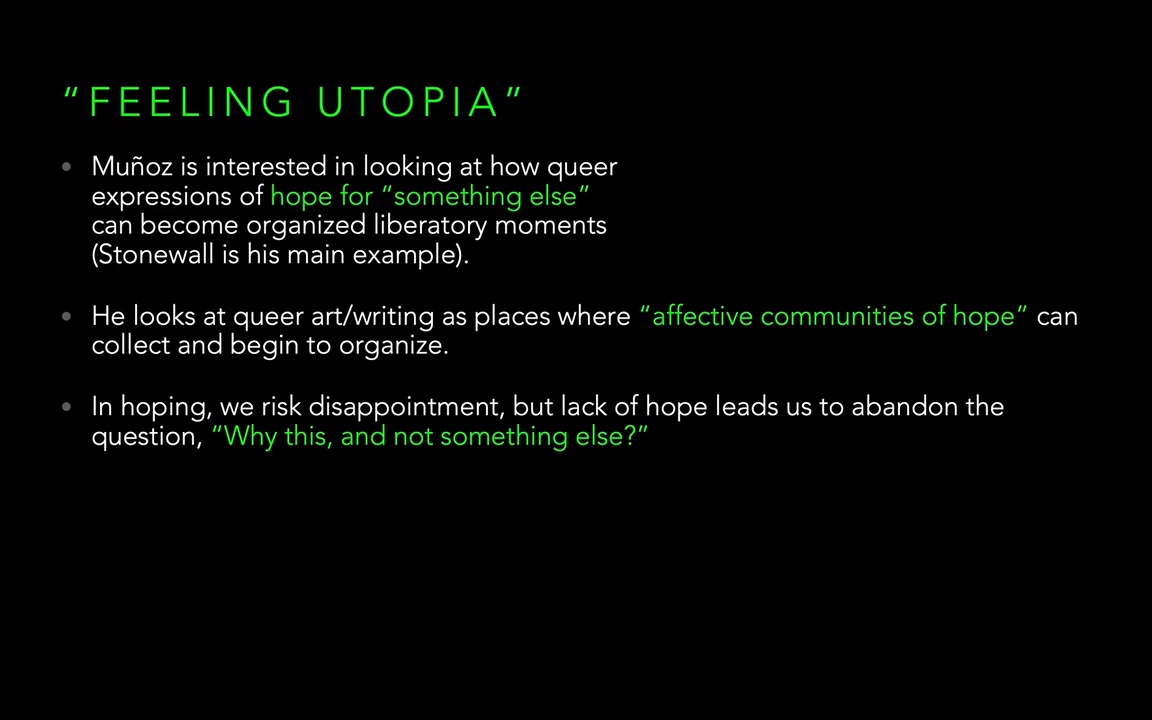 “FEELING UTOPIA”
• Muñoz is interested in looking at how queer
expressions of hope for “something else”
can become organized liberatory moments
(Stonewall is his main example).
• He looks at queer art/writing as places where “affective communities of hope” can
collect and begin to organize.
• In hoping, we risk disappointment, but lack of hope leads us to abandon the
question, “Why this, and not something else?”